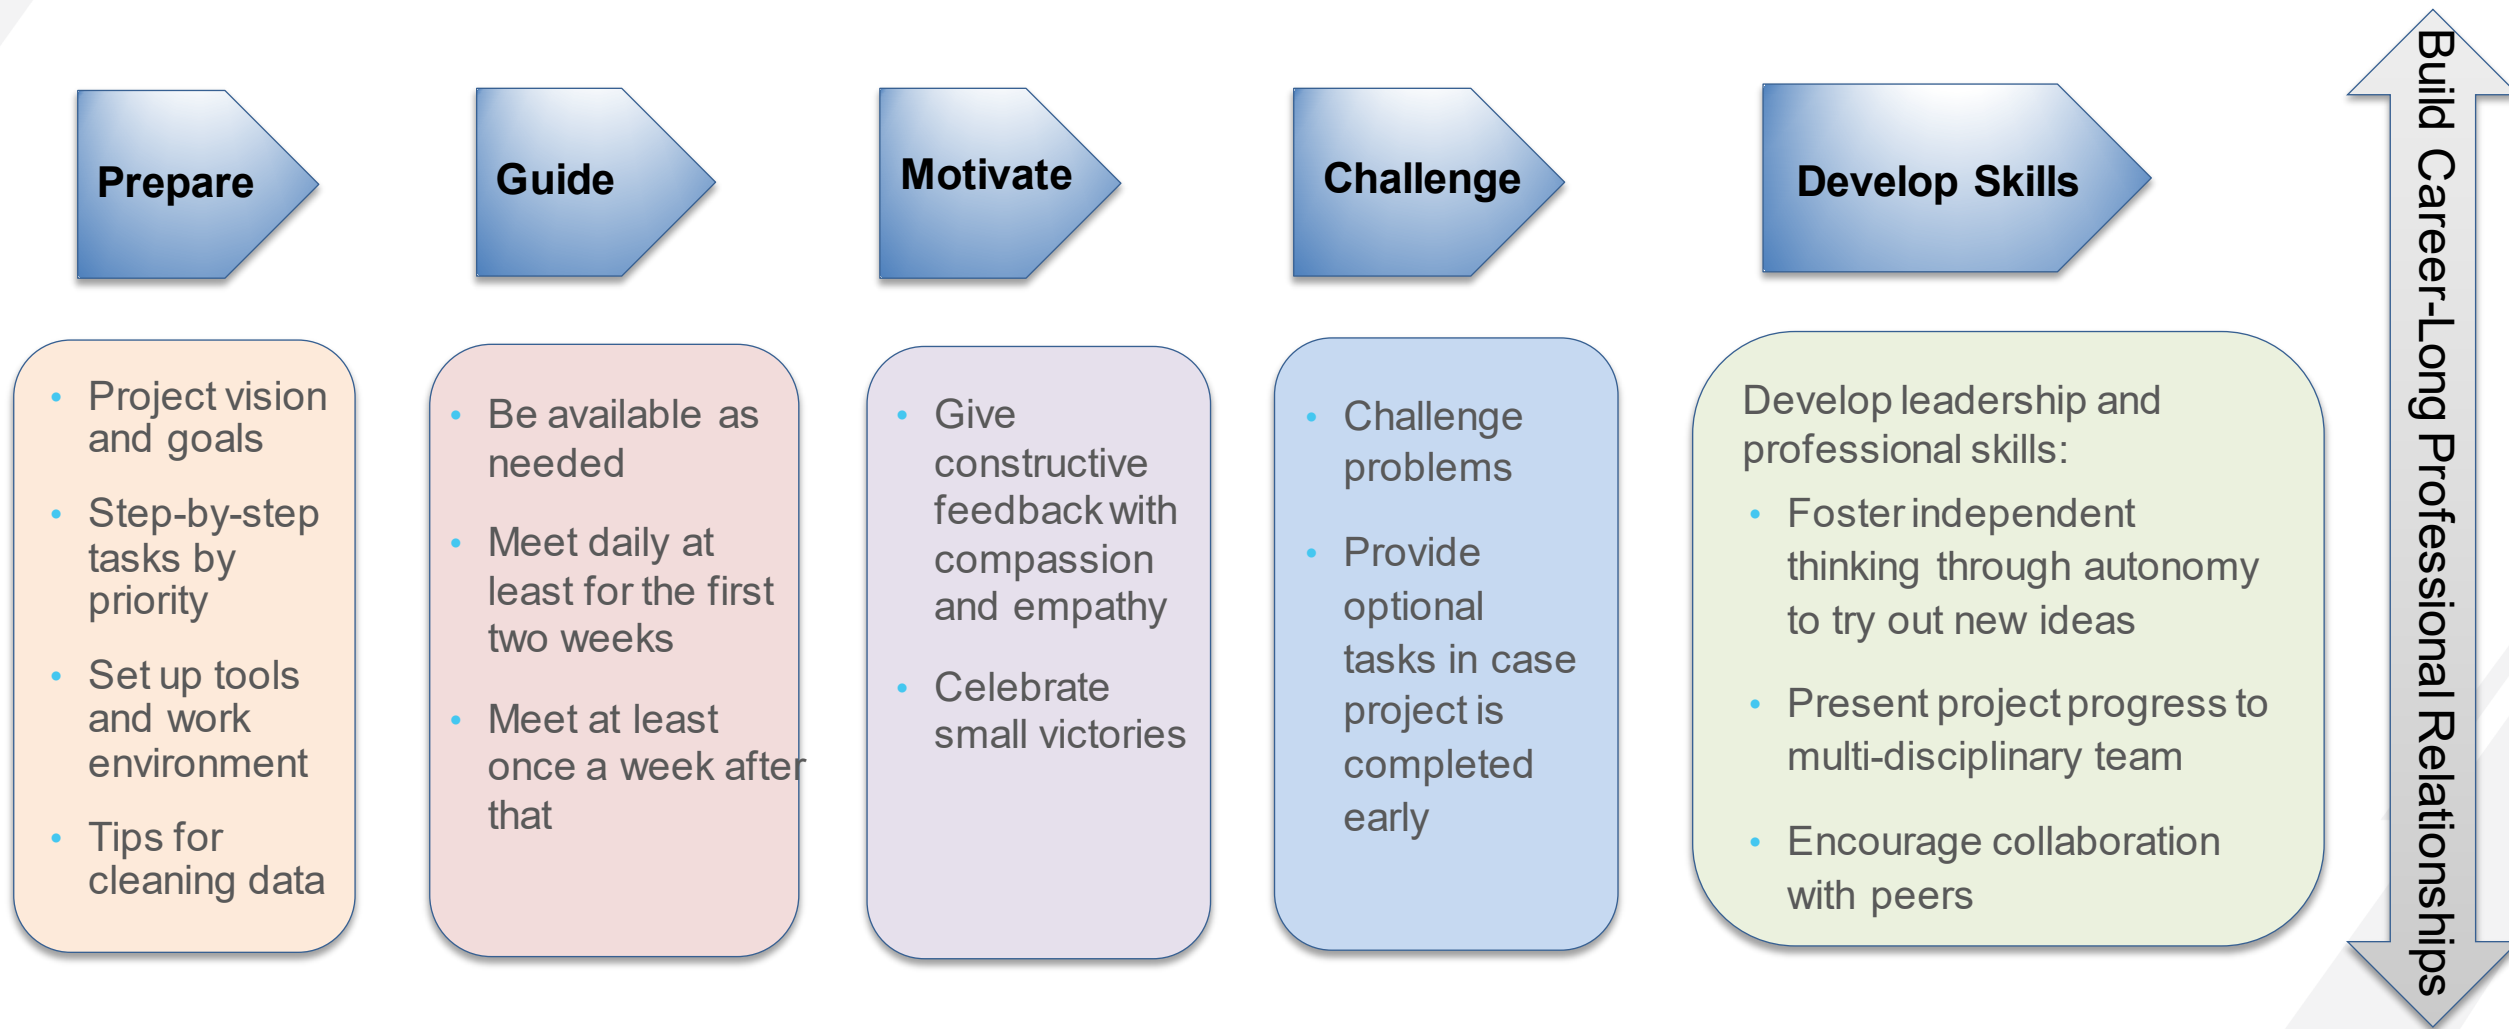 Prepare
Project vision
and goals
Step-by-step
tasks by
priority
Set up tools
and work
environment
Tips for
cleaning data
Guide
Be available as
needed
Meet daily at
least for the first
two weeks
Meet at least
once a week after
that
Motivate
Give
constructive
feedback with
compassion
and empathy
Celebrate
small victories
Challenge
Challenge
problems
Provide
optional
tasks in case
project is
completed
early
Develop Skills
Develop leadership and
professional skills:
Foster independent
thinking through autonomy
to try out new ideas
Present project progress to
multi-disciplinary team
Encourage collaboration
with peers
Build Career-Long Professional Relationships